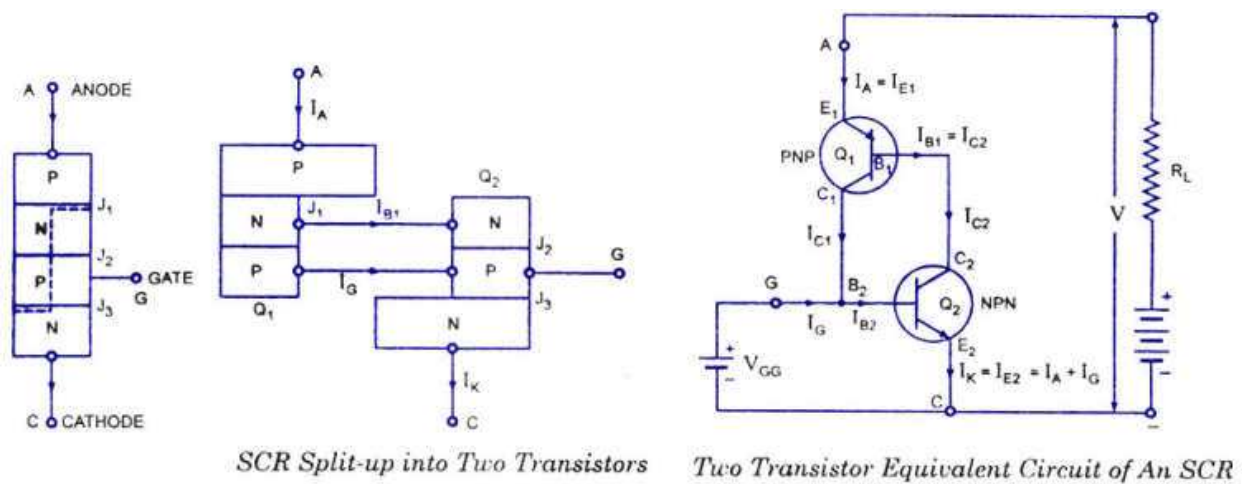 A ANODE
P
J1
N
J2
P
GATE
G
J3
N
C CATHODE
A
IA
P
Q2
N
J1
IB1
N
J2
P
IG
P
G
Q1
J3
N
IK
C
SCR Split-up into Two Transistors
A
IA = IE1
E1
IB1 = IC2
PNP
Q1
B1
C1
IC1
IC2
V
RL
C2
G
B2
Q2
NPN
IG
IB2
E2
+
VGG
−
IK = IE2 = IA + IG
C
+
−
−
Two Transistor Equivalent Circuit of An SCR